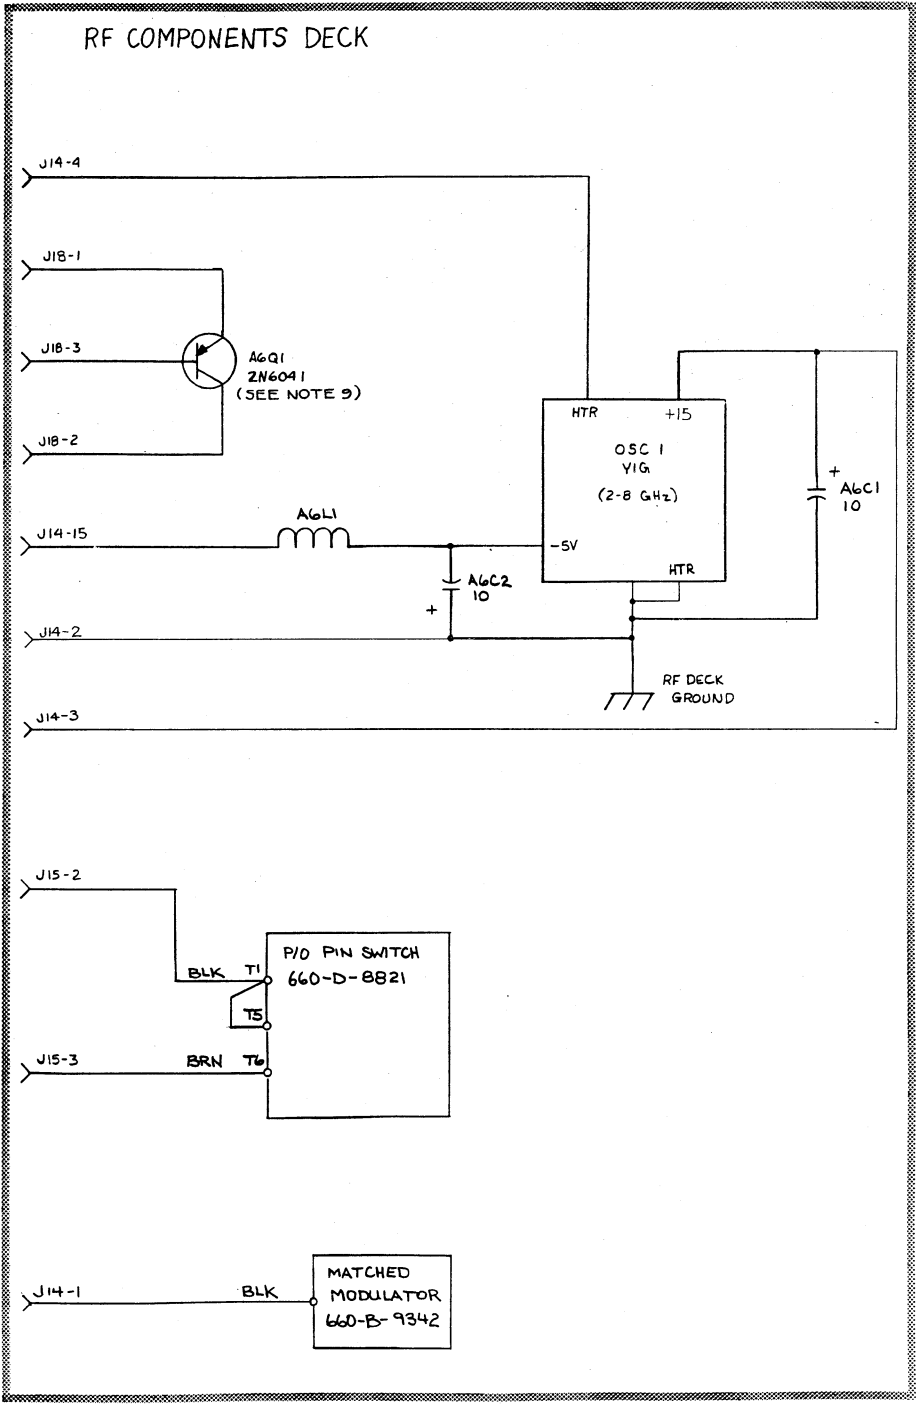 RF COMPONENTS DECK
J14-4
J18-1
J18-3
A6Q1
2N6041
(SEE NOTE 9)
J18-2
HTR
+15
OSC 1
YIG
(2-8 GHz)
-5V
HTR
+
A6C1
10
J14-15
A6L1
A6C2
10
+
J14-2
RF DECK
GROUND
J14-3
J15-2
BLK T1
T5
P/O PIN SWITCH
660-D-8821
J15-3
BRN T6
J14-1
BLK
MATCHED
MODULATOR
660-B-9342